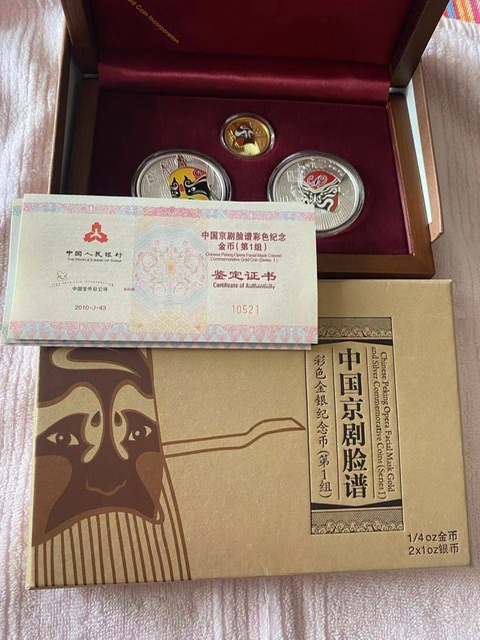 Gold Coin Incorporation
中国人民银行
THE PEOPLE'S BANK OF CHINA
中国金币总公司
2010-J-43
中国京剧脸谱彩色纪念
金币(第1组)
Chinese Peking Opera Facial Mask Colored
Commemorative Gold Coin (Series 1)
鉴定证书
Certificate of Authenticity
10521
Chinese Peking Opera Facial Mask Gold
and Silver Commemorative Coins (Series 1)
中国京剧脸谱
彩色金银纪念币(第1组)
1/4oz金币
2x1oz银币